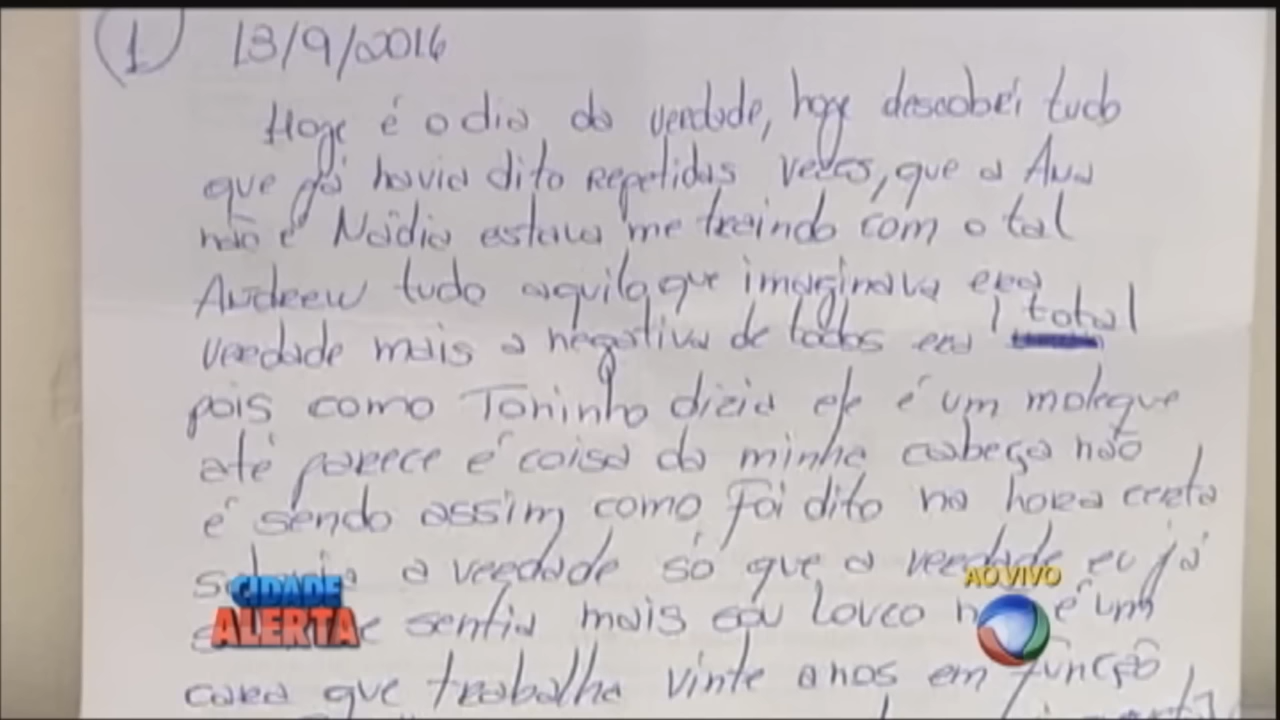 1 13/9/2016
Hoje é o dia da verdade, hoje descobri tudo
que já havia dito repetidas vezes, que a Ana
não é Nadia estava me traindo com o tal
Andreew tudo aquilo que imaginava era
verdade mais a negativa de todos era total
pois como Toninho dizia ele é um moleque
até parece é coisa da minha cabeça não
é sendo assim como foi dito na hora certa
a verdade só que a verdade eu já
sentia mais sou louco é um
cara que trabalha vinte anos em função
CIDADE
ALERTA
AO VIVO